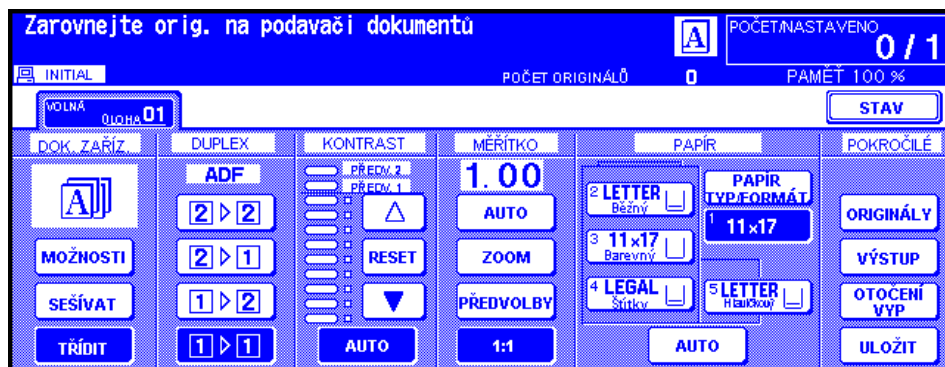 Zarovnejte orig. na podavači dokumentů
A
POČET/NASTAVENO
0 / 1
INITIAL
POČET ORIGINÁLŮ 0 PAMĚŤ 100 %
VOLNÁ
ÚLOHA 01
STAV
DOK. ZAŘÍZ. DUPLEX KONTRAST MĚŘÍTKO PAPÍR POKROČILÉ
A
MOŽNOSTI
SEŠÍVAT
TŘÍDIT
ADF
2 ▷ 2
2 ▷ 1
1 ▷ 2
1 ▷ 1
PŘEDV. 2
PŘEDV. 1
△
RESET
▼
AUTO
1.00
AUTO
ZOOM
PŘEDVOLBY
1:1
2 LETTER
Běžný
3 11x17
Barevný
4 LEGAL
Štítky
PAPÍR
TYP/FORMÁT
1 11x17
5 LETTER
AUTO
ORIGINÁLY
VÝSTUP
OTOČENÍ
VYP
ULOŽIT